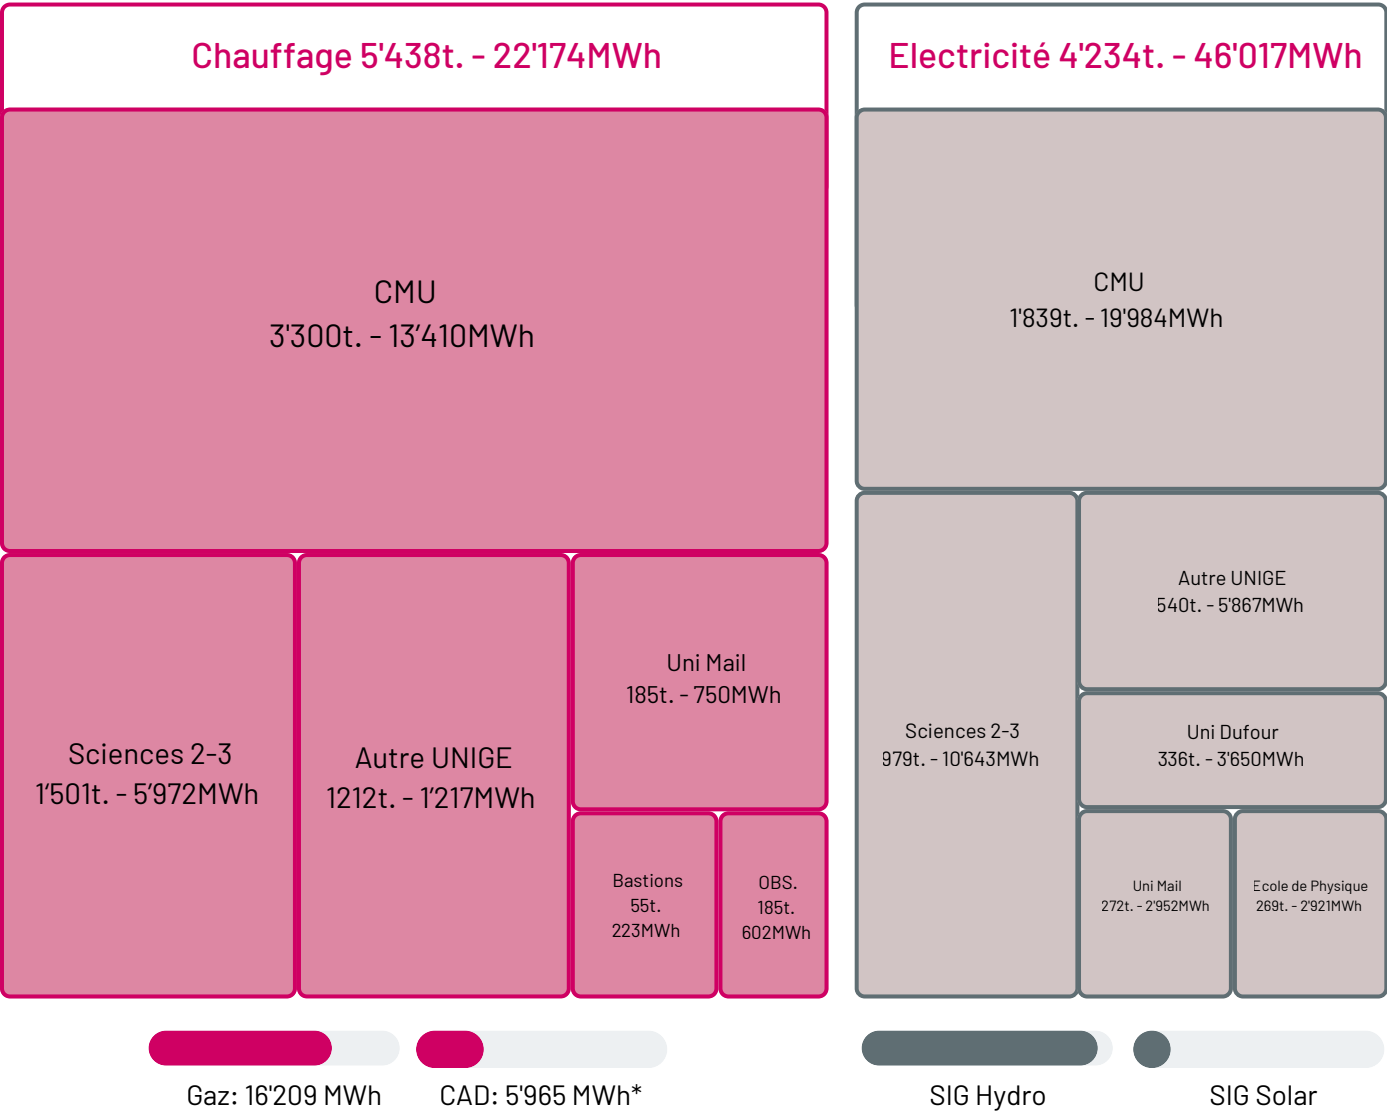 Chauffage 5'438t. - 22'174MWh
CMU
3'300t. - 13’410MWh
Sciences 2-3
1’501t. - 5’972MWh
Autre UNIGE
1212t. - 1’217MWh
Uni Mail
185t. - 750MWh
Bastions
55t.
223MWh
OBS.
185t.
602MWh
Gaz: 16'209 MWh
CAD: 5'965 MWh*
Electricité 4'234t. - 46'017MWh
CMU
1'839t. - 19'984MWh
Sciences 2-3
979t. - 10'643MWh
Autre UNIGE
540t. - 5'867MWh
Uni Dufour
336t. - 3'650MWh
Uni Mail
272t. - 2'952MWh
Ecole de Physique
269t. - 2'921MWh
SIG Hydro
SIG Solar